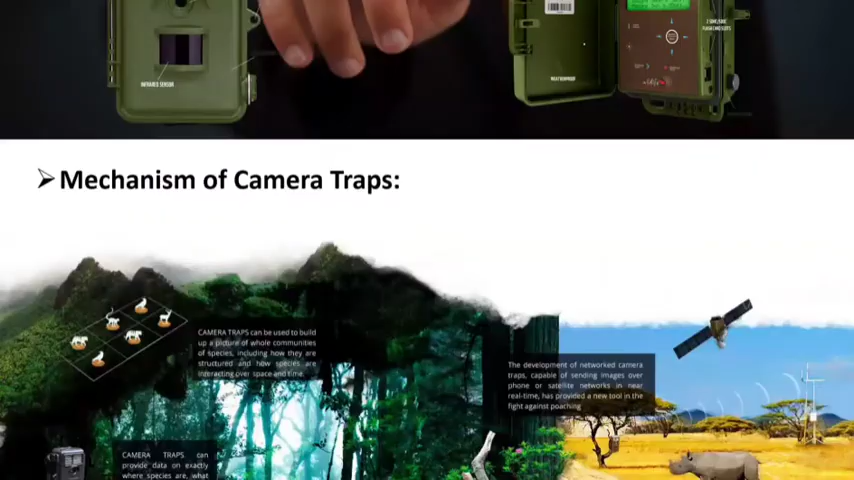 INFRARED SENSOR
WEATHERPROOF
➢Mechanism of Camera Traps:
CAMERA TRAPS can be used to build
up a picture of whole communities
of species, including how they are
structured and how species are
interacting over space and time.
The development of networked camera
traps, capable of sending images over
phone or satellite networks in near
real-time, has provided a new tool in the
fight against poaching
CAMERA TRAPS can
provide data on exactly
where species are, what